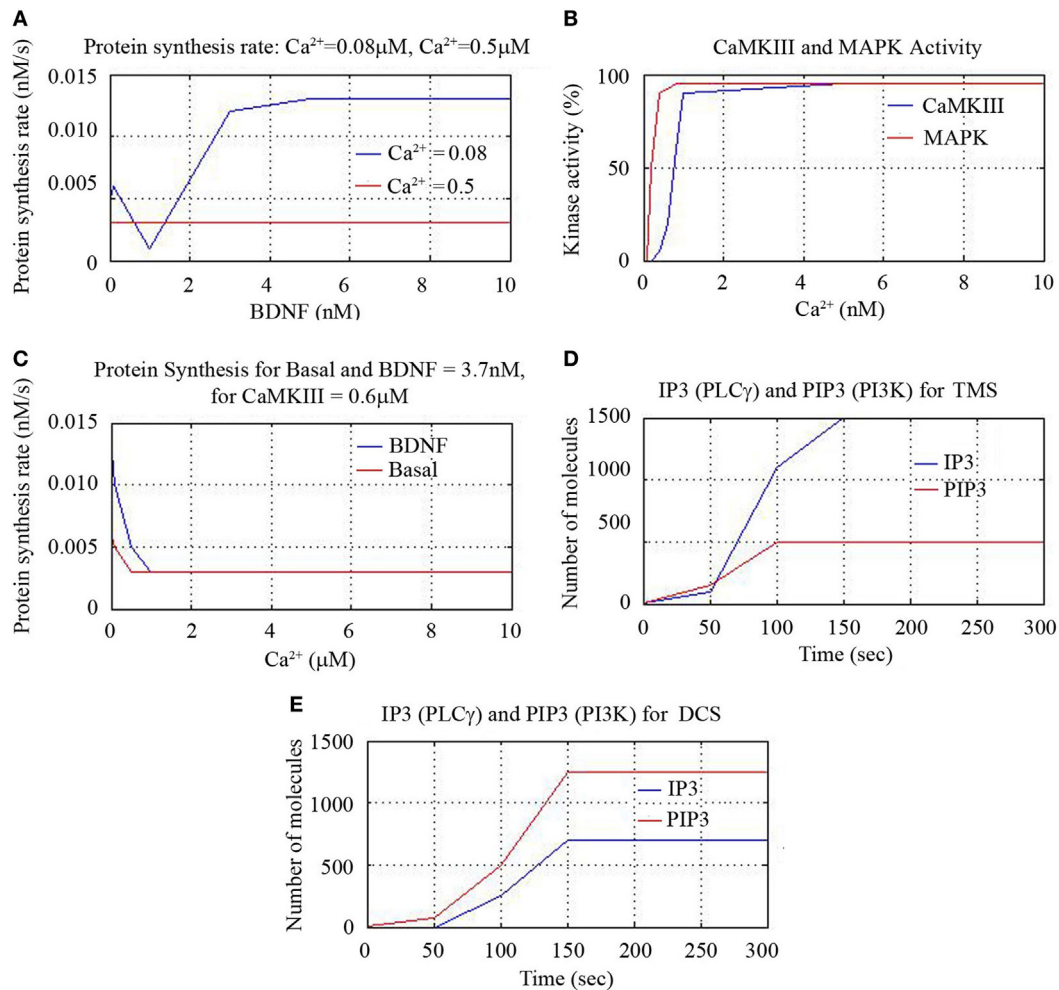 A
Protein synthesis rate: Ca²⁺=0.08μM, Ca²⁺=0.5μM
Protein synthesis rate (nM/s)
0.015
0.010
0.005
0
Ca²⁺ = 0.08
Ca²⁺ = 0.5
0 2 4 6 8 10
BDNF (nM)
B
CaMKIII and MAPK Activity
Kinase activity (%)
100
50
0
CaMKIII
MAPK
0 2 4 6 8 10
Ca²⁺ (nM)
C
Protein Synthesis for Basal and BDNF = 3.7nM,
for CaMKIII = 0.6μM
Protein synthesis rate (nM/s)
0.015
0.010
0.005
0
BDNF
Basal
0 2 4 6 8 10
Ca²⁺ (μM)
D
IP3 (PLCγ) and PIP3 (PI3K) for TMS
Number of molecules
1500
1000
500
0
IP3
PIP3
0 50 100 150 200 250 300
Time (sec)
E
IP3 (PLCγ) and PIP3 (PI3K) for DCS
Number of molecules
1500
1000
500
0
IP3
PIP3
0 50 100 150 200 250 300
Time (sec)